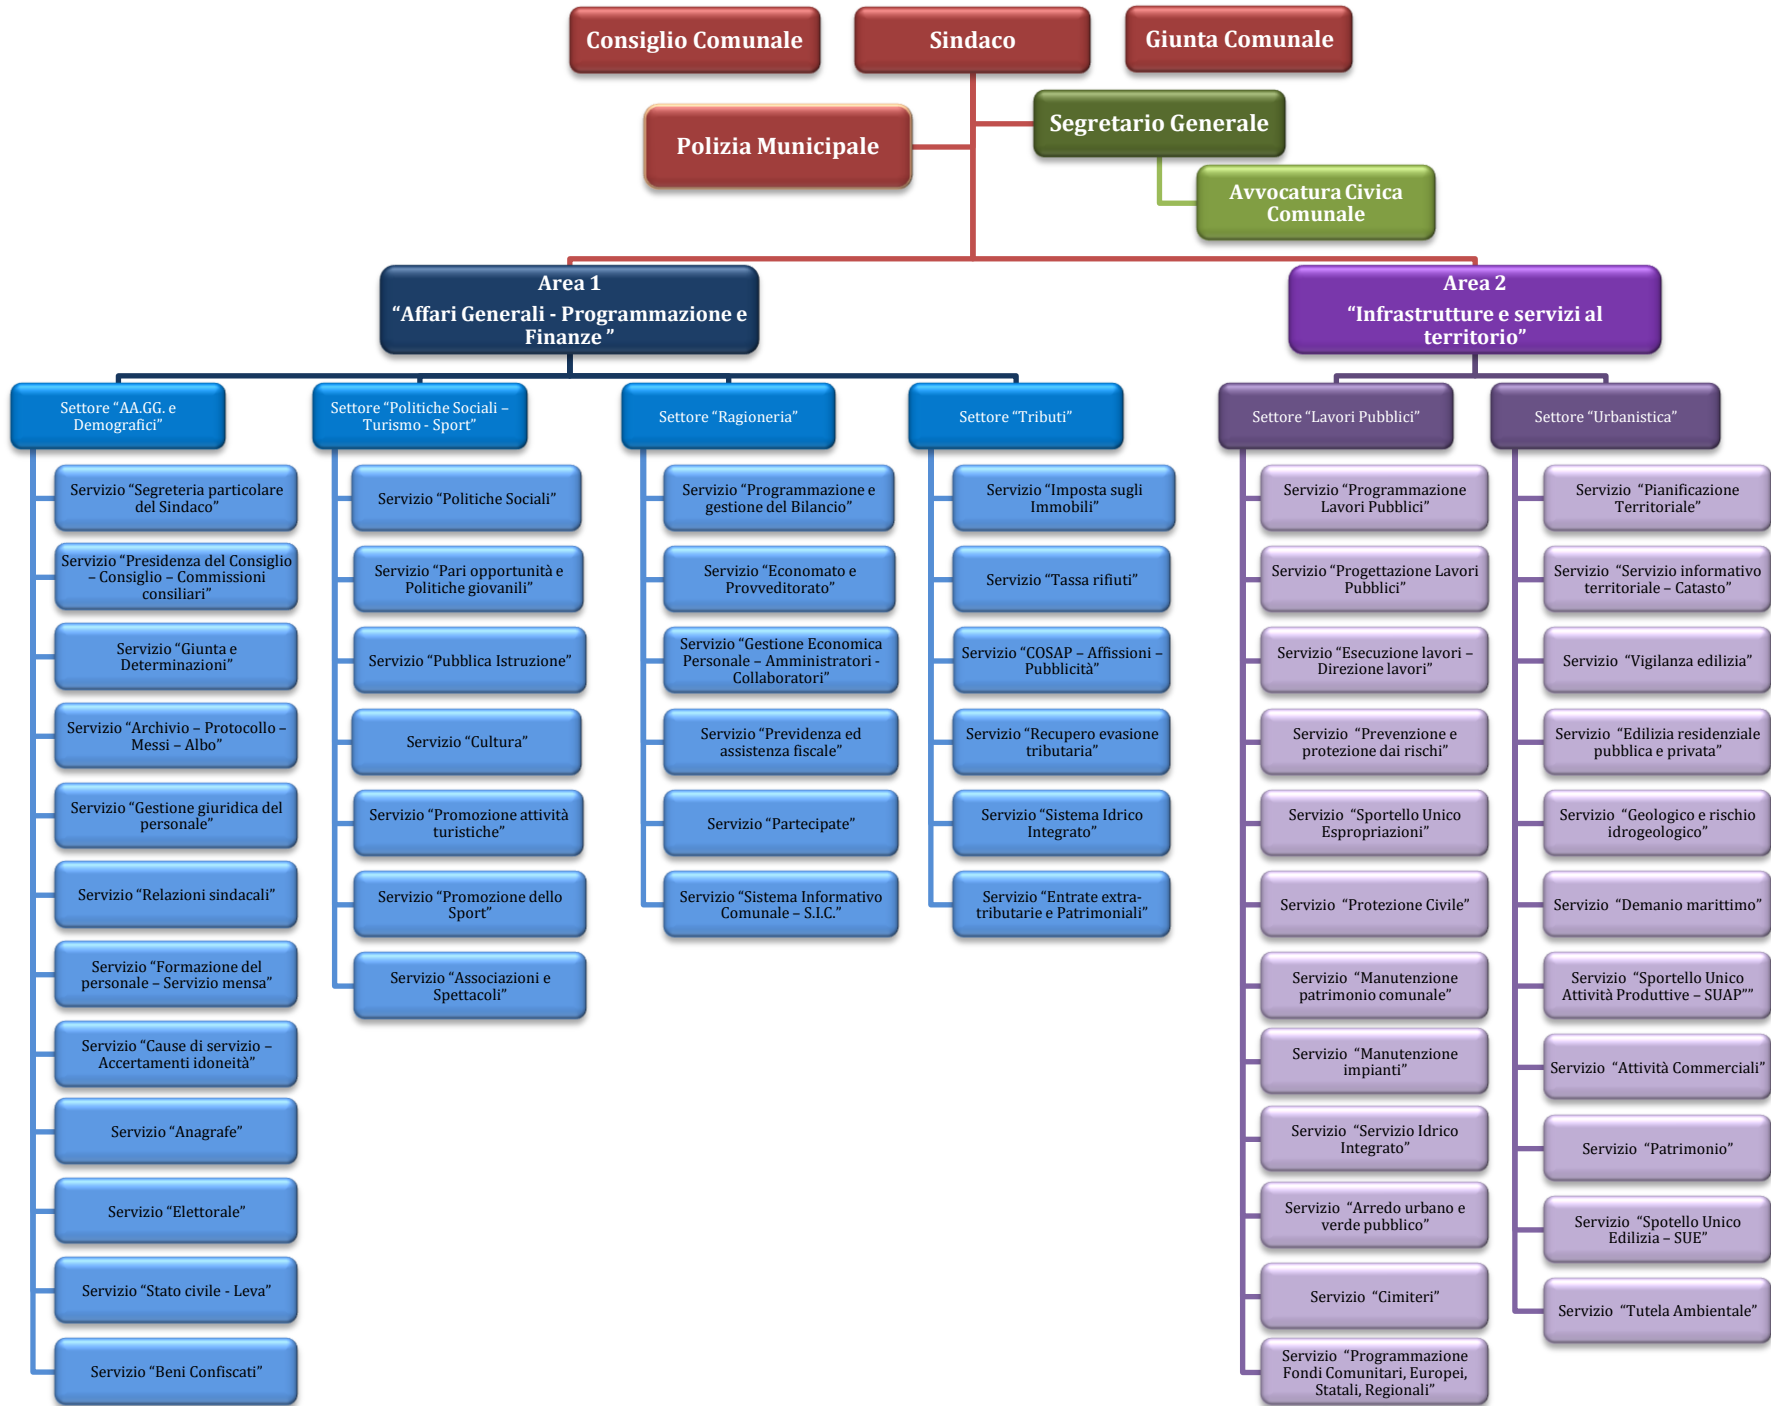 Consiglio Comunale
Sindaco
Giunta Comunale
Polizia Municipale
Segretario Generale
Avvocatura Civica
Comunale
Area 1
“Affari Generali - Programmazione e
Finanze ”
Area 2
“Infrastrutture e servizi al
territorio”
Settore “AA.GG. e
Demografici”
Servizio “Segreteria particolare
del Sindaco”
Servizio “Presidenza del Consiglio
– Consiglio – Commissioni
consiliari”
Servizio “Giunta e
Determinazioni”
Servizio “Archivio – Protocollo –
Messi – Albo”
Servizio “Gestione giuridica del
personale”
Servizio “Relazioni sindacali”
Servizio “Formazione del
personale – Servizio mensa”
Servizio “Cause di servizio –
Accertamenti idoneità”
Servizio “Anagrafe”
Servizio “Elettorale”
Servizio “Stato civile - Leva”
Servizio “Beni Confiscati”
Settore “Politiche Sociali –
Turismo - Sport”
Servizio “Politiche Sociali”
Servizio “Pari opportunità e
Politiche giovanili”
Servizio “Pubblica Istruzione”
Servizio “Cultura”
Servizio “Promozione attività
turistiche”
Servizio “Promozione dello
Sport”
Servizio “Associazioni e
Spettacoli”
Settore “Ragioneria”
Servizio “Programmazione e
gestione del Bilancio”
Servizio “Economato e
Provveditorato”
Servizio “Gestione Economica
Personale – Amministratori -
Collaboratori”
Servizio “Previdenza ed
assistenza fiscale”
Servizio “Partecipate”
Servizio “Sistema Informativo
Comunale – S.I.C.”
Settore “Tributi”
Servizio “Imposta sugli
Immobili”
Servizio “Tassa rifiuti”
Servizio “COSAP – Affissioni –
Pubblicità”
Servizio “Recupero evasione
tributaria”
Servizio “Sistema Idrico
Integrato”
Servizio “Entrate extra-
tributarie e Patrimoniali”
Settore “Lavori Pubblici”
Servizio “Programmazione
Lavori Pubblici”
Servizio “Progettazione Lavori
Pubblici”
Servizio “Esecuzione lavori –
Direzione lavori”
Servizio “Prevenzione e
protezione dai rischi”
Servizio “Sportello Unico
Espropriazioni”
Servizio “Protezione Civile”
Servizio “Manutenzione
patrimonio comunale”
Servizio “Manutenzione
impianti”
Servizio “Servizio Idrico
Integrato”
Servizio “Arredo urbano e
verde pubblico”
Servizio “Cimiteri”
Servizio “Programmazione
Fondi Comunitari, Europei,
Statali, Regionali”
Settore “Urbanistica”
Servizio “Pianificazione
Territoriale”
Servizio “Servizio informativo
territoriale – Catasto”
Servizio “Vigilanza edilizia”
Servizio “Edilizia residenziale
pubblica e privata”
Servizio “Geologico e rischio
idrogeologico”
Servizio “Demanio marittimo”
Servizio “Sportello Unico
Attività Produttive – SUAP””
Servizio “Attività Commerciali”
Servizio “Patrimonio”
Servizio “Spotello Unico
Edilizia – SUE”
Servizio “Tutela Ambientale”